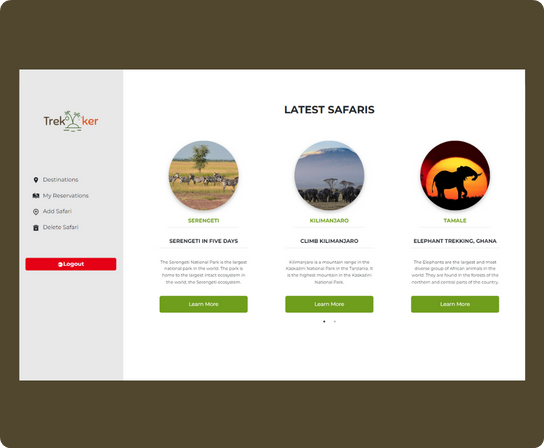 Trek ker
Destinations
My Reservations
Add Safari
Delete Safari
Logout
LATEST SAFARIS
SERENGETI
SERENGETI IN FIVE DAYS
The Serengeti National Park is the largest
national park in the world. The park is
home to the largest intact ecosystem in
the world, the Serengeti ecosystem.
Learn More
KILIMANJARO
CLIMB KILIMANJARO
Kilimanjaro is a mountain range in the
Kaskazini National Park in the Tanzania. It
is the highest mountain in the Kaskazini
National Park.
Learn More
TAMALE
ELEPHANT TREKKING, GHANA
The Elephants are the largest and most
diverse group of african animals in the
world. They are found in the forests of the
northern and central parts of the country.
Learn More